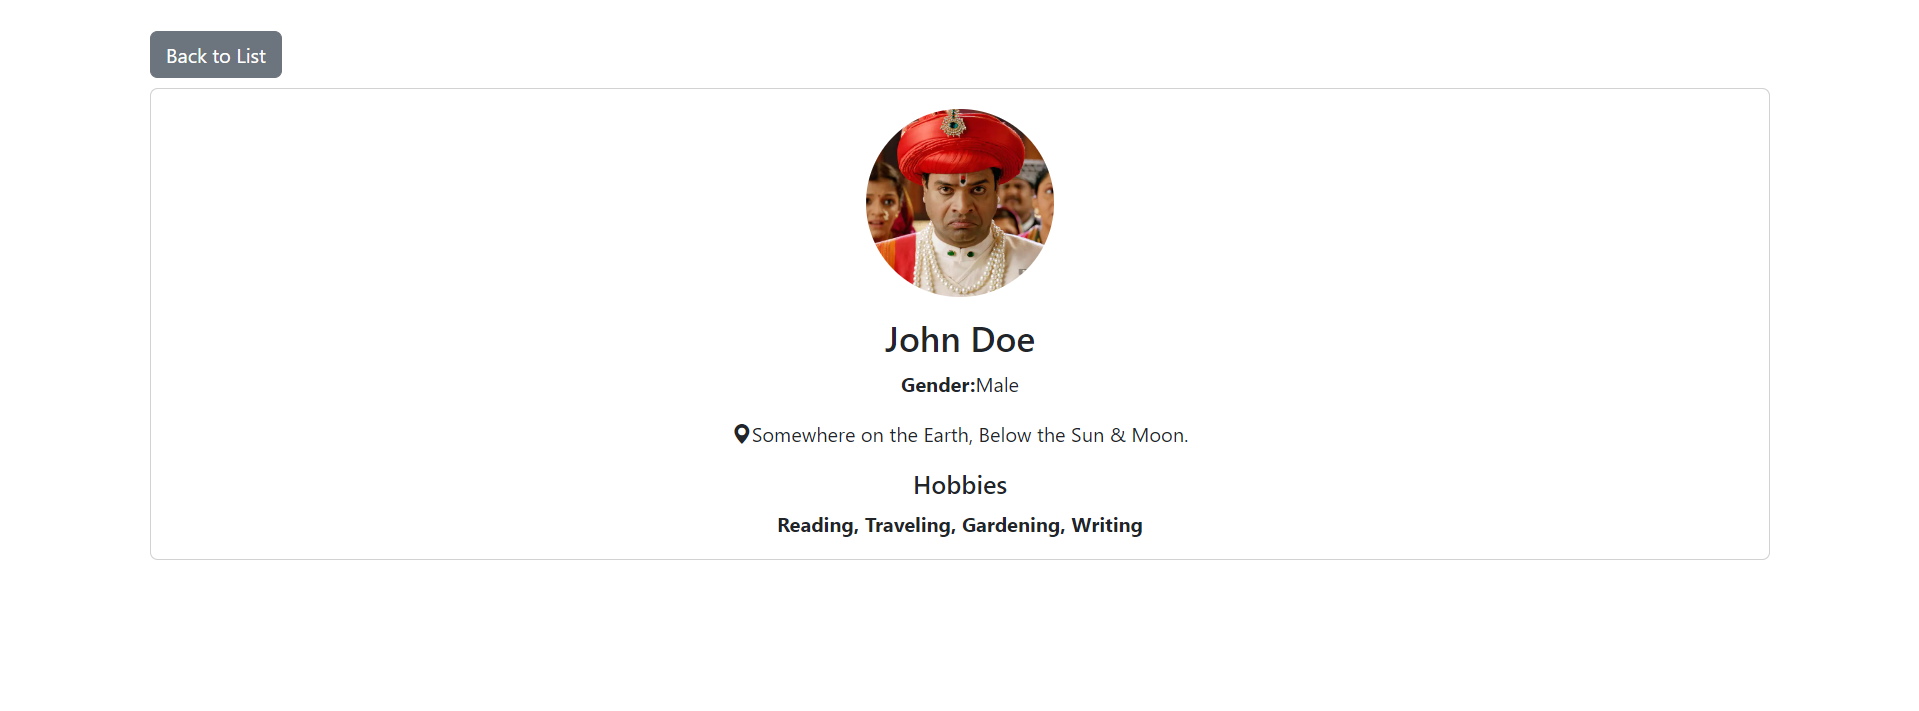 Back to List
John Doe
Gender:Male
Somewhere on the Earth, Below the Sun & Moon.
Hobbies
Reading, Traveling, Gardening, Writing